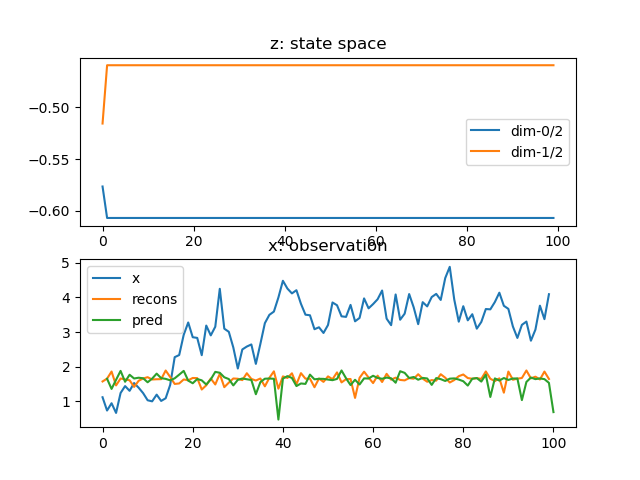 z: state space
−0.50
−0.55
−0.60
dim-0/2
dim-1/2
0 20 40 60 80 100
x: observation
5
4
3
2
1
x
recons
pred
0 20 40 60 80 100